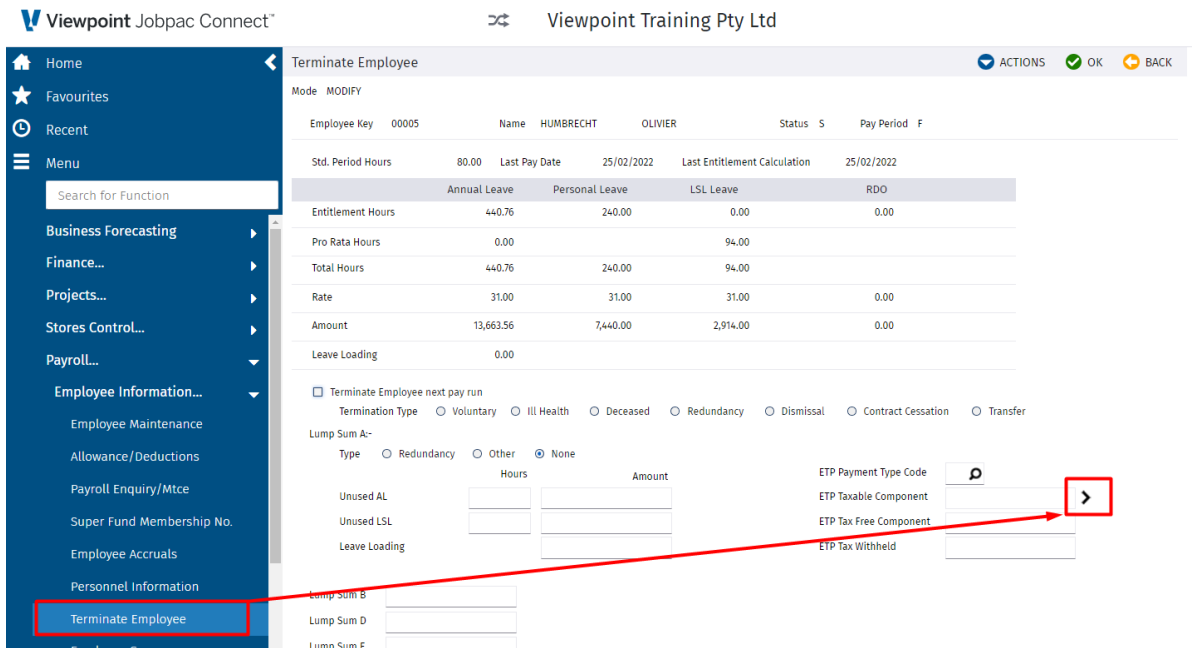 Viewpoint Jobpac Connect™ Viewpoint Training Pty Ltd
Home
Favourites
Recent
Menu
Search for Function
Business Forecasting
Finance...
Projects...
Stores Control...
Payroll...
Employee Information...
Employee Maintenance
Allowance/Deductions
Payroll Enquiry/Mtce
Super Fund Membership No.
Employee Accruals
Personnel Information
Terminate Employee
Terminate Employee ACTIONS OK BACK
Mode MODIFY
Employee Key 00005 Name HUMBRECHT OLIVIER Status S Pay Period F
Std. Period Hours 80.00 Last Pay Date 25/02/2022 Last Entitlement Calculation 25/02/2022
Annual Leave Personal Leave LSL Leave RDO
Entitlement Hours 440.76 240.00 0.00 0.00
Pro Rata Hours 0.00 94.00
Total Hours 440.76 240.00 94.00
Rate 31.00 31.00 31.00 0.00
Amount 13,663.56 7,440.00 2,914.00 0.00
Leave Loading 0.00
Terminate Employee next pay run
Termination Type Voluntary Ill Health Deceased Redundancy Dismissal Contract Cessation Transfer
Lump Sum A:-
Type Redundancy Other None
Hours Amount ETP Payment Type Code
Unused AL ETP Taxable Component
Unused LSL ETP Tax Free Component
Leave Loading ETP Tax Withheld
Lump Sum B
Lump Sum D
Lump Sum E